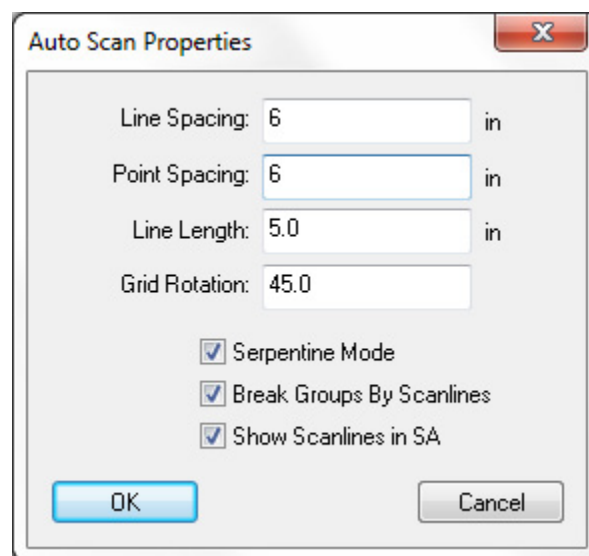 Auto Scan Properties
Line Spacing: 6 in
Point Spacing: 6 in
Line Length: 5.0 in
Grid Rotation: 45.0
Serpentine Mode
Break Groups By Scanlines
Show Scanlines in SA
OK Cancel